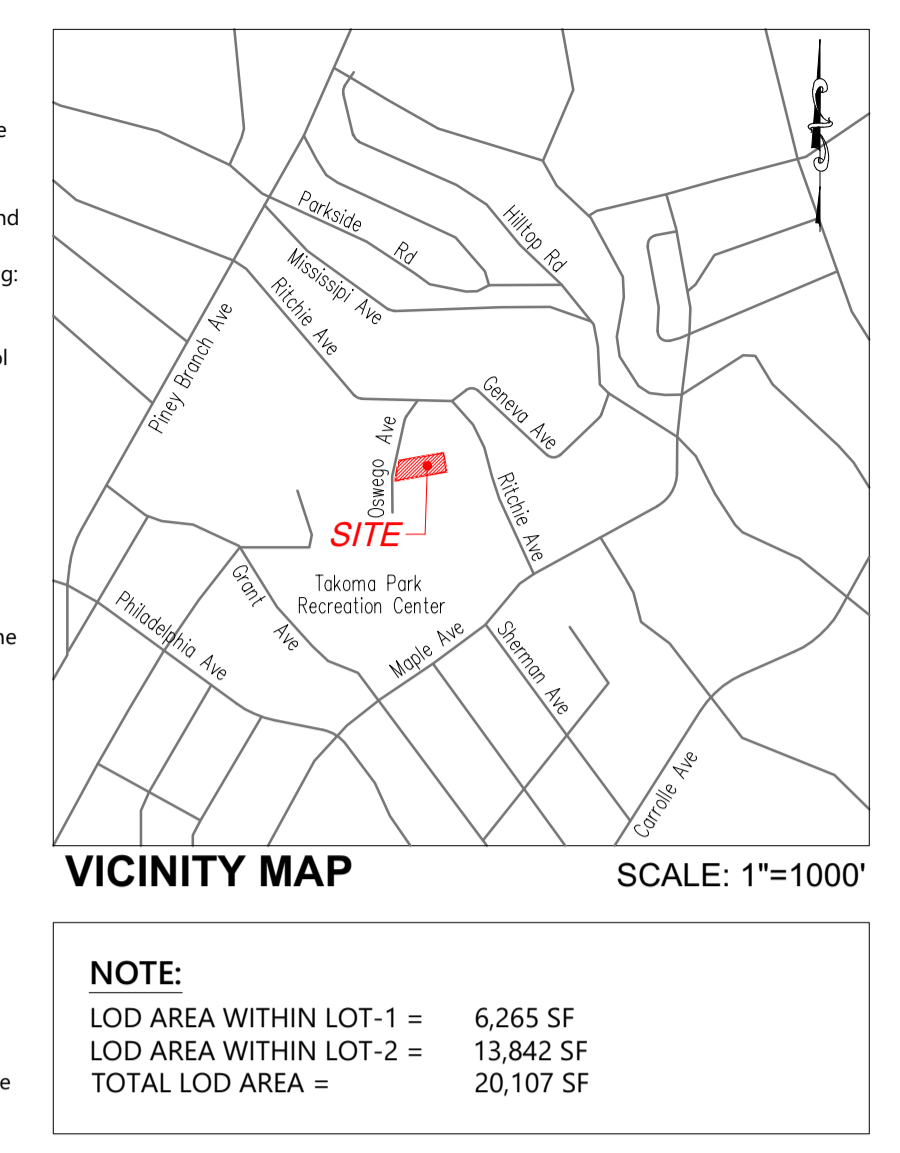 e
nd
g:
ol
ne
e
Parkside Rd
Hilltop Rd
Mississipi Ave
Ritchie Ave
Piney Branch Ave
Geneva Ave
Oswego Ave
Ritchie Ave
SITE
Takoma Park
Recreation Center
Grant Ave
Philadelphia Ave
Maple Ave
Sherman Ave
Carrolle Ave
VICINITY MAP
SCALE: 1"=1000'
NOTE:
LOD AREA WITHIN LOT-1 = 6,265 SF
LOD AREA WITHIN LOT-2 = 13,842 SF
TOTAL LOD AREA = 20,107 SF